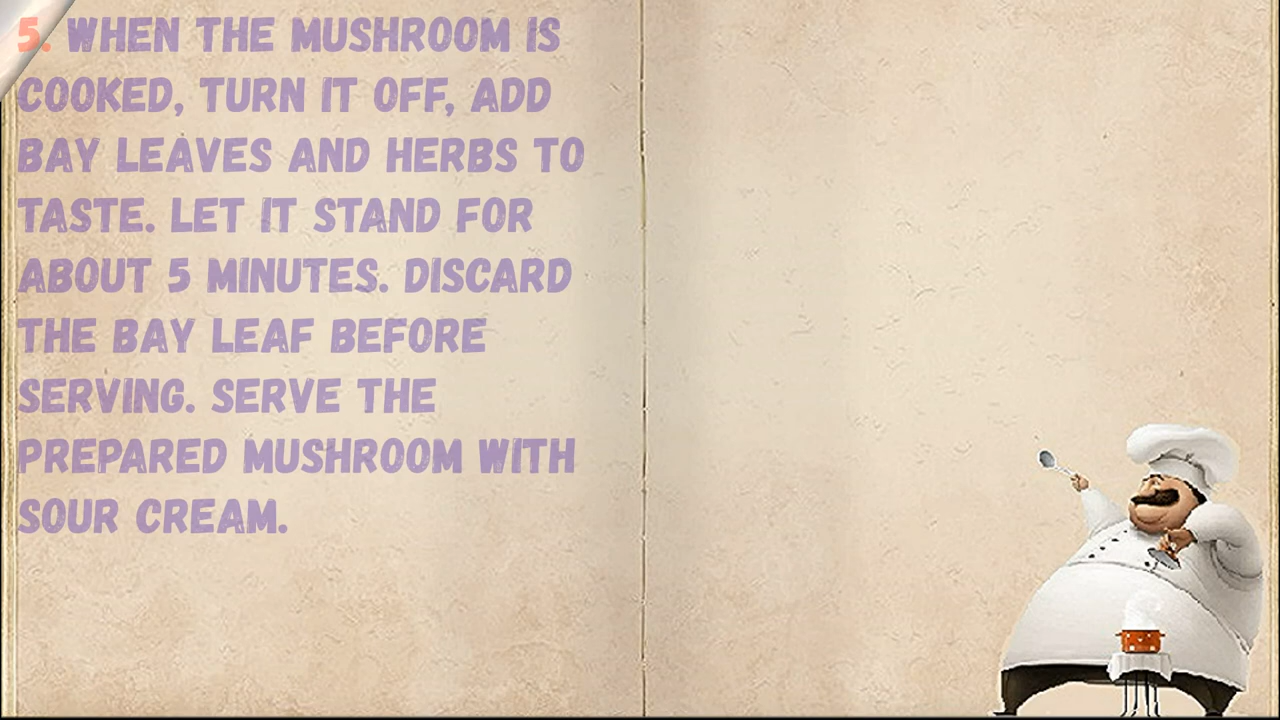 5. WHEN THE MUSHROOM IS
COOKED, TURN IT OFF, ADD
BAY LEAVES AND HERBS TO
TASTE. LET IT STAND FOR
ABOUT 5 MINUTES. DISCARD
THE BAY LEAF BEFORE
SERVING. SERVE THE
PREPARED MUSHROOM WITH
SOUR CREAM.